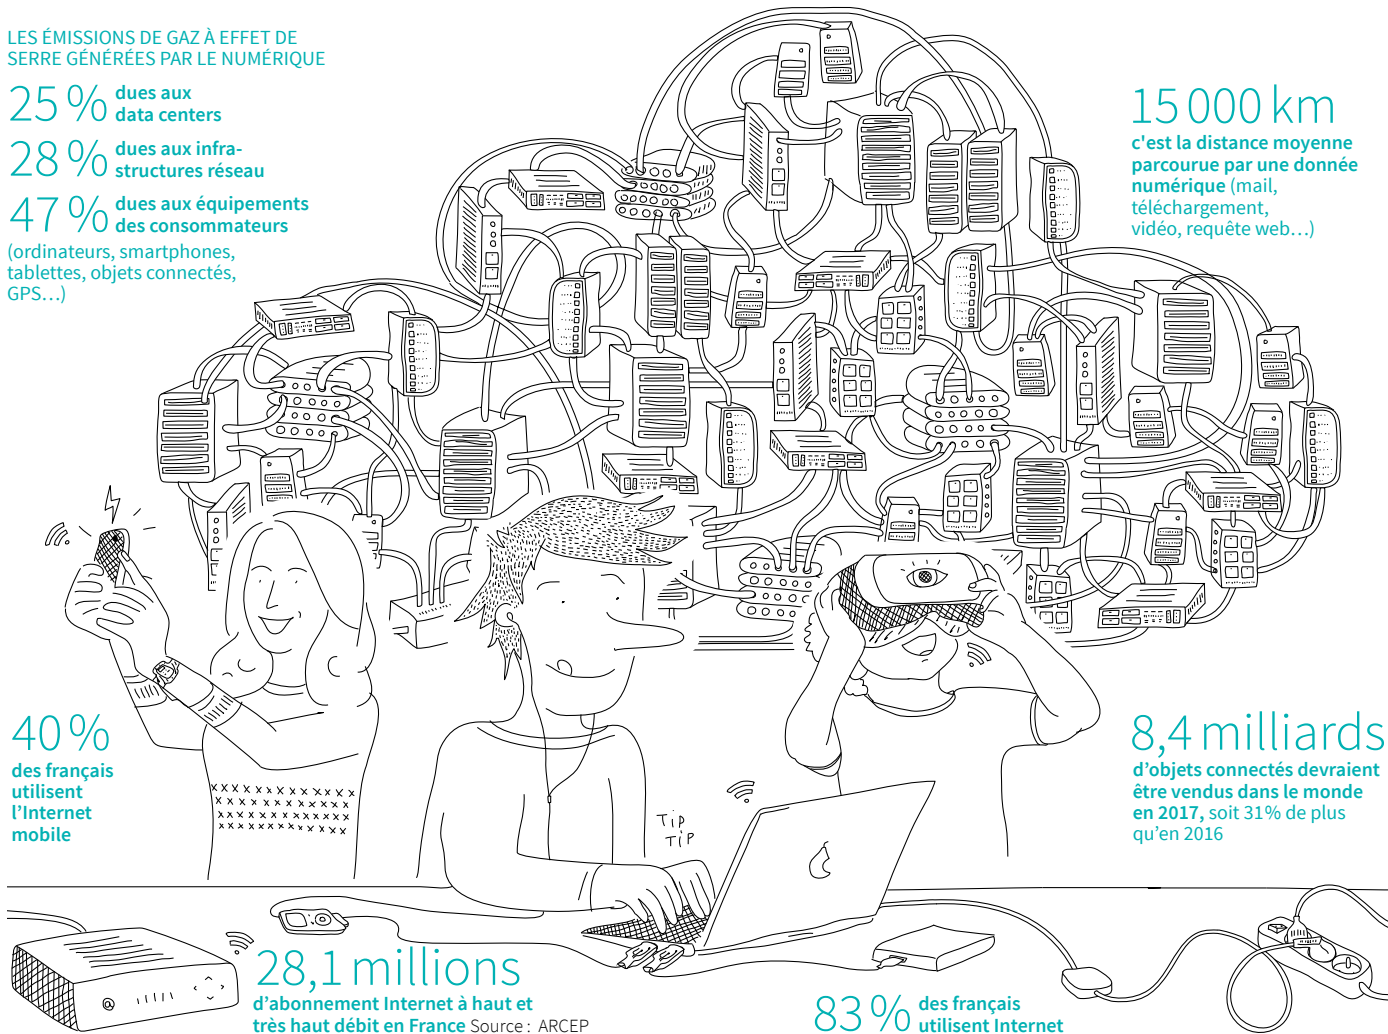 LES ÉMISSIONS DE GAZ À EFFET DE
SERRE GÉNÉRÉES PAR LE NUMÉRIQUE
25 % dues aux
data centers
28 % dues aux infra-
structures réseau
47 % dues aux équipements
des consommateurs
(ordinateurs, smartphones,
tablettes, objets connectés,
GPS…)
15 000 km
c'est la distance moyenne
parcourue par une donnée
numérique (mail,
téléchargement,
vidéo, requête web…)
40 %
des français
utilisent
l’Internet
mobile
TIP
TIP
8,4 milliards
d’objets connectés devraient
être vendus dans le monde
en 2017, soit 31% de plus
qu’en 2016
@
28,1 millions
d’abonnement Internet à haut et
très haut débit en France Source : ARCEP
83 % des français
utilisent Internet